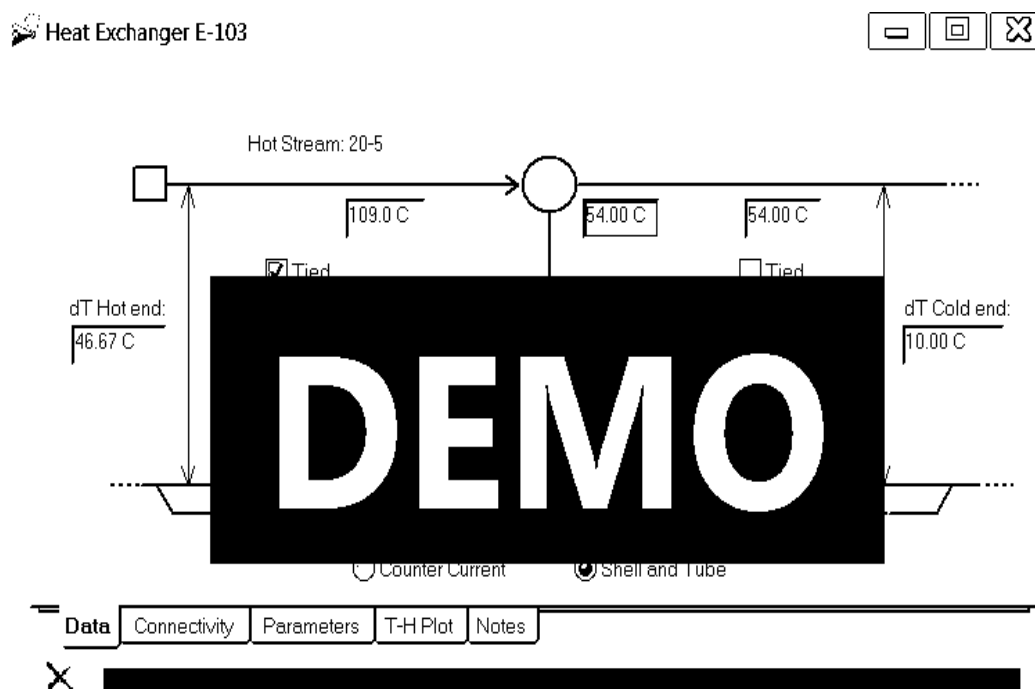 Heat Exchanger E-103
Hot Stream: 20-5
109.0 C
54.00 C
54.00 C
Tied
Tied
dT Hot end:
dT Cold end:
46.67 C
10.00 C
DEMO
Counter Current
Shell and Tube
Data
Connectivity
Parameters
T-H Plot
Notes